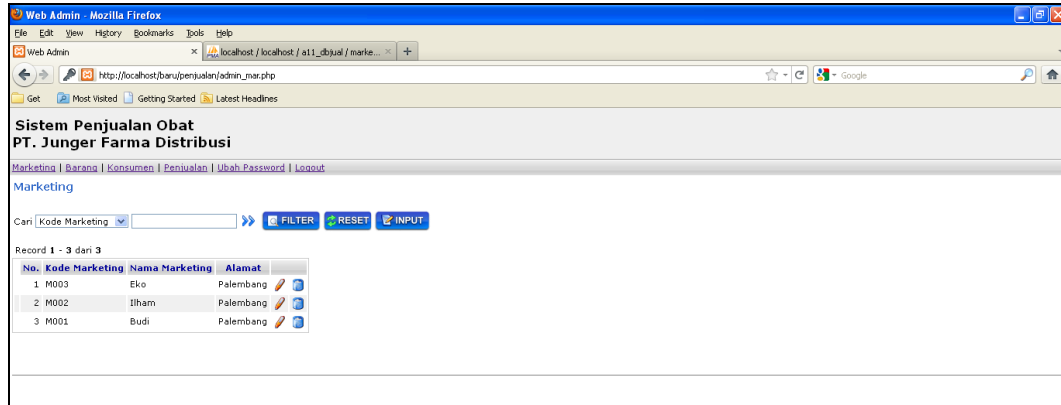 Web Admin - Mozilla Firefox
File Edit View History Bookmarks Tools Help
Web Admin × localhost / localhost / a11_dbjual / marke... × +
http://localhost/baru/penjualan/admin_mar.php Google
Get Most Visited Getting Started Latest Headlines
Sistem Penjualan Obat
PT. Junger Farma Distribusi
Marketing | Barang | Konsumen | Penjualan | Ubah Password | Logout
Marketing
Cari Kode Marketing FILTER RESET INPUT
Record 1 - 3 dari 3
No. Kode Marketing Nama Marketing Alamat
1 M003 Eko Palembang
2 M002 Ilham Palembang
3 M001 Budi Palembang